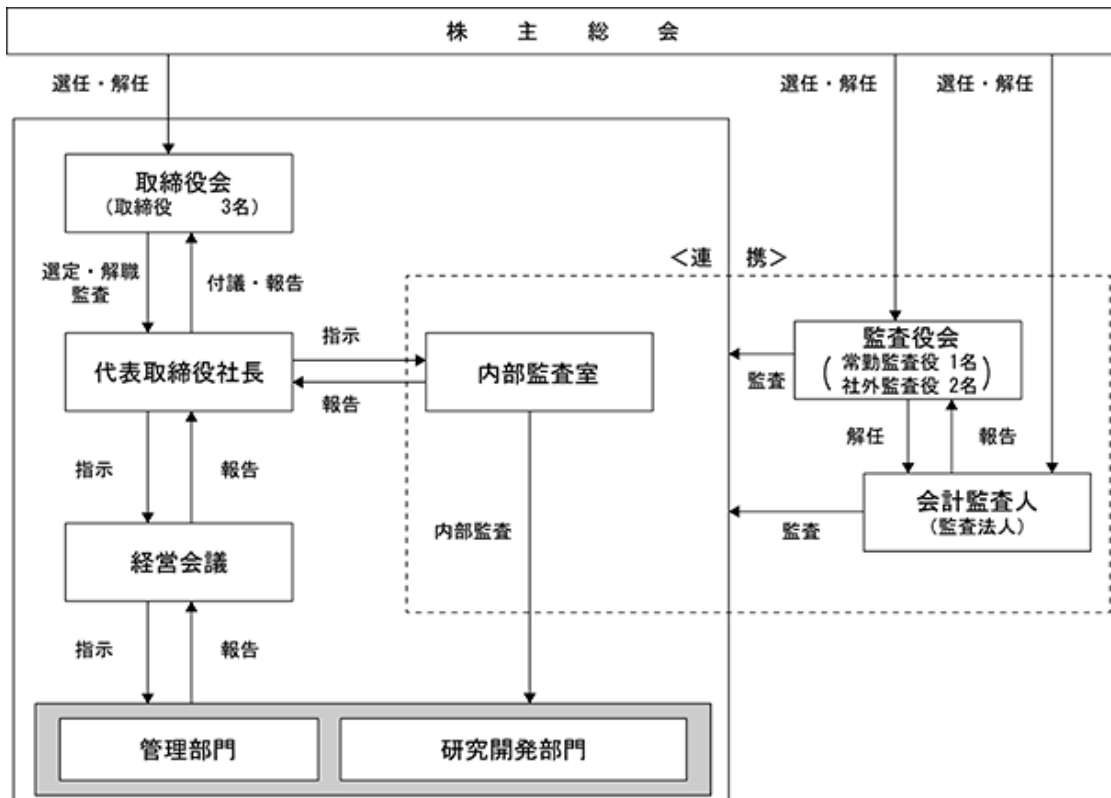 株 主 総 会
選任・解任
選任・解任
選任・解任
取締役会
(取締役 3名)
選定・解職
監査
付議・報告
<連 携>
代表取締役社長
指示
報告
内部監査室
監査役会
(常勤監査役 1名
社外監査役 2名)
監査
解任
報告
指示
報告
内部監査
会計監査人
(監査法人)
監査
経営会議
指示
報告
管理部門
研究開発部門